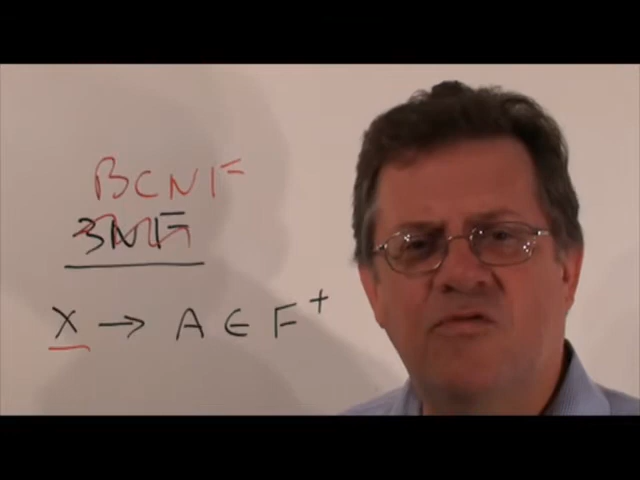 BCNF
3NF
X → A ∈ F⁺